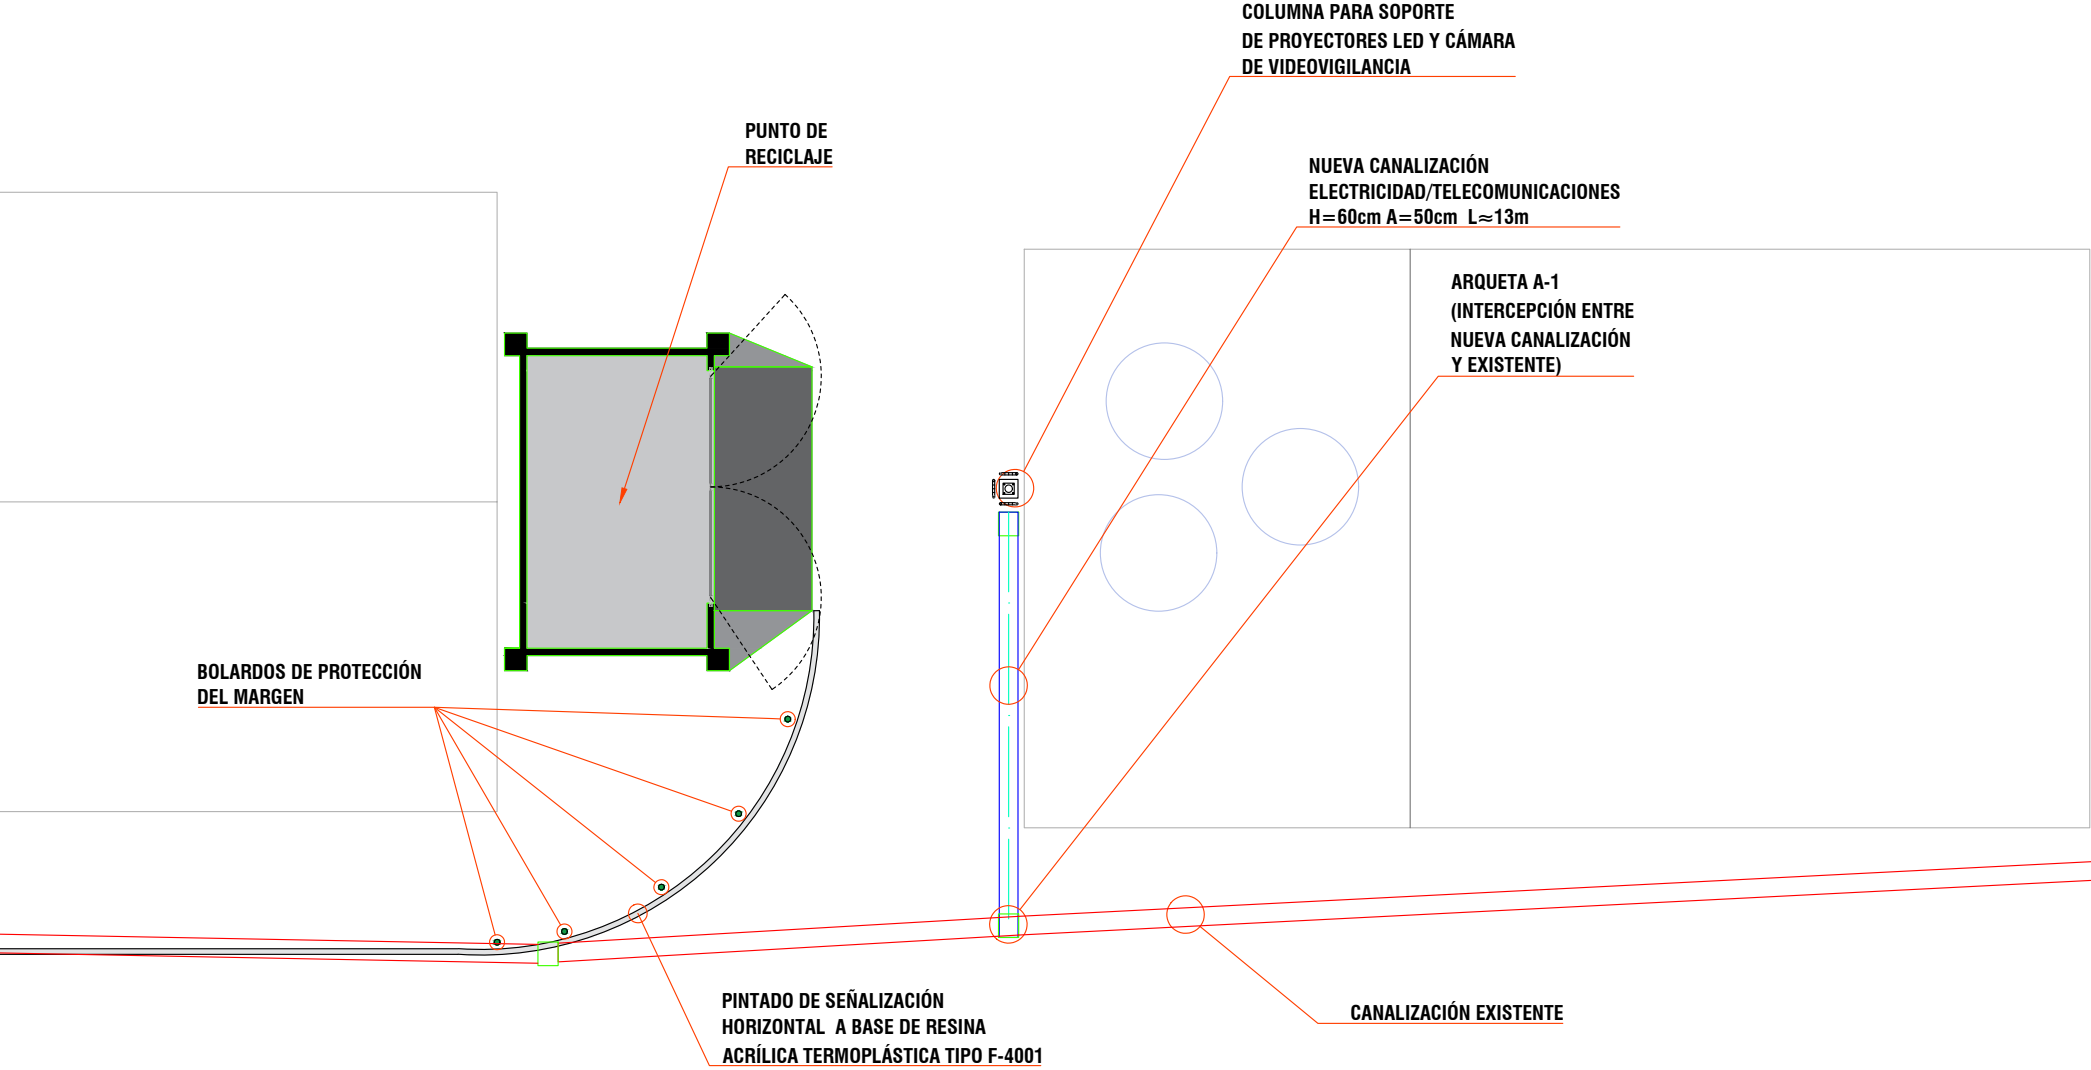 COLUMNA PARA SOPORTE
DE PROYECTORES LED Y CÁMARA
DE VIDEOVIGILANCIA
PUNTO DE
RECICLAJE
NUEVA CANALIZACIÓN
ELECTRICIDAD/TELECOMUNICACIONES
H=60cm A=50cm L≈13m
ARQUETA A-1
(INTERCEPCIÓN ENTRE
NUEVA CANALIZACIÓN
Y EXISTENTE)
BOLARDOS DE PROTECCIÓN
DEL MARGEN
PINTADO DE SEÑALIZACIÓN
HORIZONTAL A BASE DE RESINA
ACRÍLICA TERMOPLÁSTICA TIPO F-4001
CANALIZACIÓN EXISTENTE